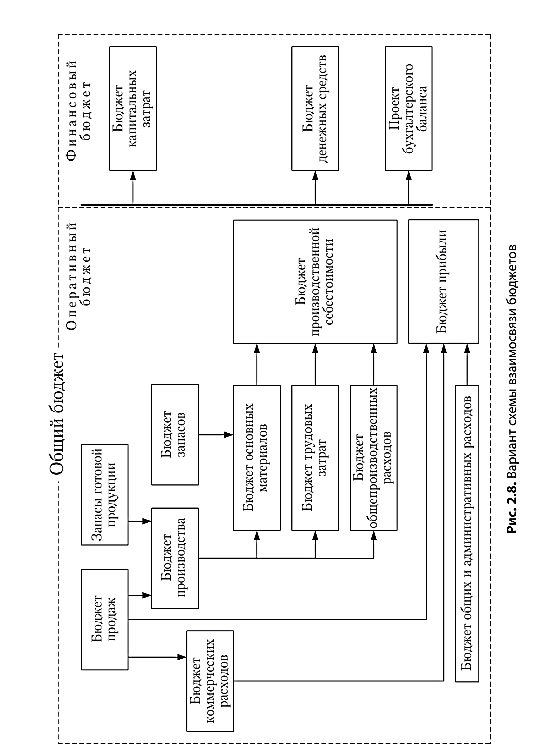 Общий бюджет
Оперативный
бюджет
Финансовый
бюджет
Бюджет
продаж
Запасы готовой
продукции
Бюджет
коммерческих
расходов
Бюджет
производства
Бюджет
запасов
Бюджет основных
материалов
Бюджет трудовых
затрат
Бюджет
общепроизводственных
расходов
Бюджет общих и административных расходов
Бюджет
производственной
себестоимости
Бюджет прибыли
Бюджет
капитальных
затрат
Бюджет
денежных средств
Проект
бухгалтерского
баланса
Рис. 2.8. Вариант схемы взаимосвязи бюджетов